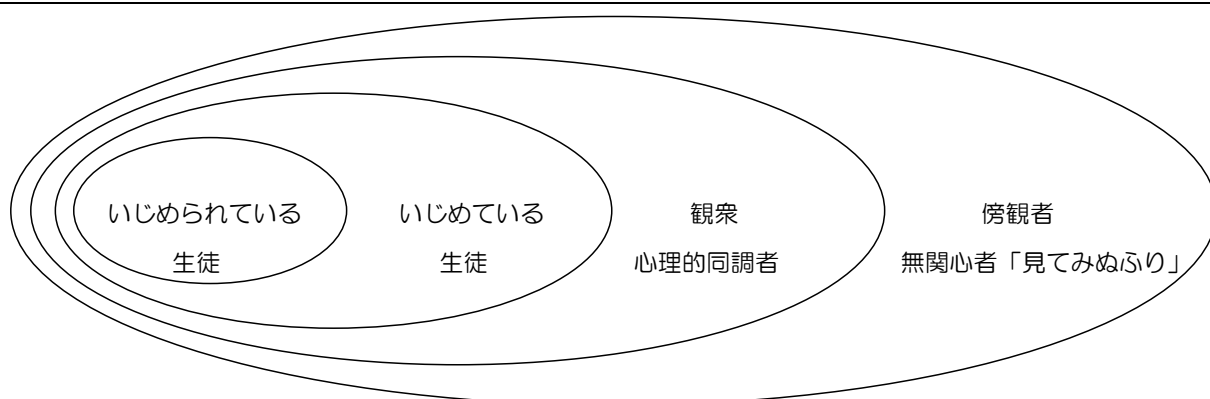 いじめられている
生徒
いじめている
生徒
観衆
心理的同調者
傍観者
無関心者「見てみぬふり」